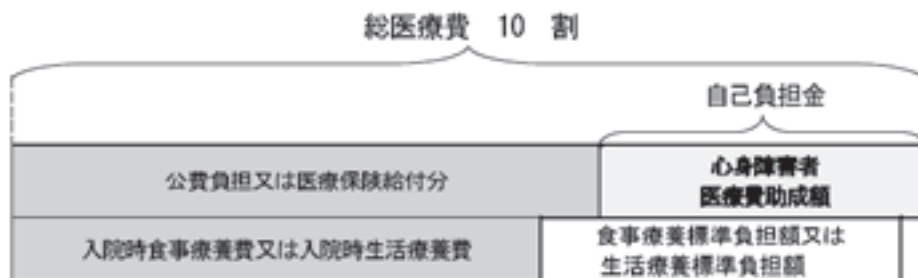 総医療費　10　割
自己負担金
公費負担又は医療保険給付分
心身障害者
医療費助成額
入院時食事療養費又は入院時生活療養費
食事療養標準負担額又は
生活療養標準負担額